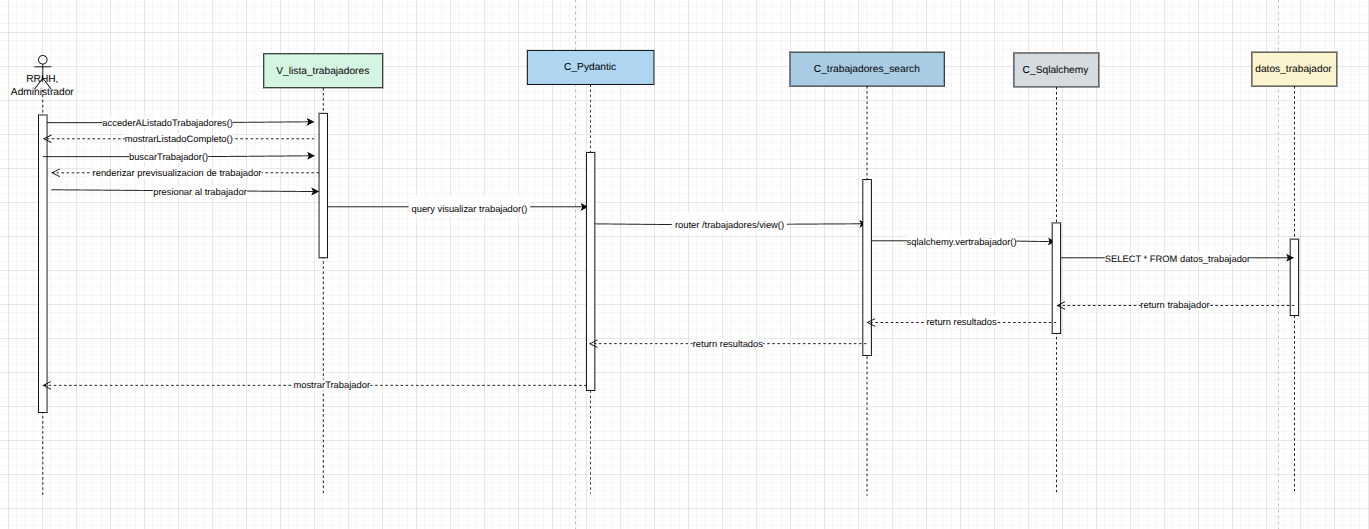 RRHH,
Administrador
V_lista_trabajadores
C_Pydantic
C_trabajadores_search
C_Sqlalchemy
datos_trabajador
accederAListadoTrabajadores()
mostrarListadoCompleto()
buscarTrabajador()
renderizar previsualizacion de trabajador
presionar al trabajador
query visualizar trabajador()
router /trabajadores/view()
sqlalchemy.vertrabajador()
SELECT * FROM datos_trabajador
return trabajador
return resultados
return resultados
mostrarTrabajador